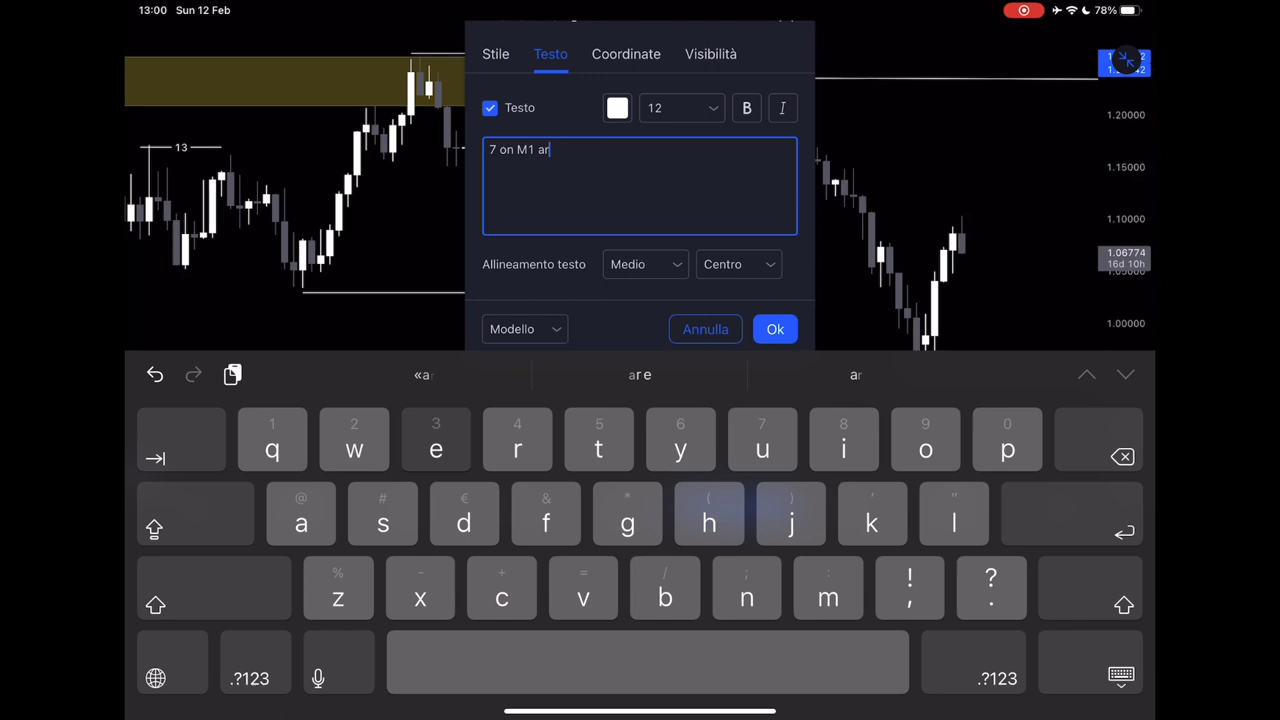 13:00 Sun 12 Feb
78%
Stile Testo Coordinate Visibilità
Testo 12 B I
7 on M1 ar
Allineamento testo Medio Centro
Modello Annulla Ok
13
1.20000
1.15000
1.10000
1.06774
16d 10h
1.00000
«ar are ar
1 2 3 4 5 6 7 8 9 0
q w e r t y u i o p
@ # € & * ( ) ' "
a s d f g h j k l
% - + = / ; : ! ?
z x c v b n m , .
.?123 .?123